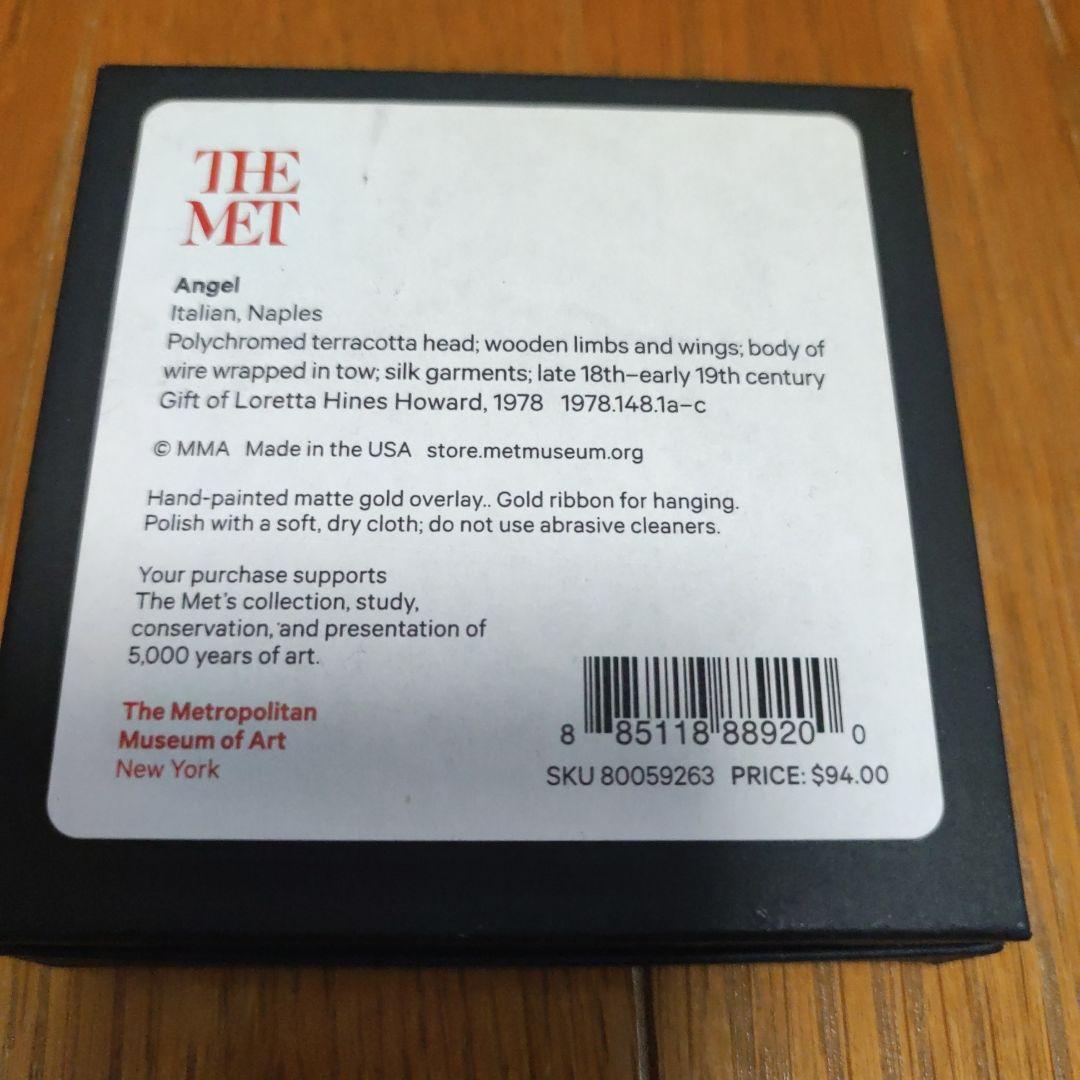 THE
MET
Angel
Italian, Naples
Polychromed terracotta head; wooden limbs and wings; body of
wire wrapped in tow; silk garments; late 18th–early 19th century
Gift of Loretta Hines Howard, 1978 1978.148.1a–c
© MMA Made in the USA store.metmuseum.org
Hand-painted matte gold overlay.. Gold ribbon for hanging.
Polish with a soft, dry cloth; do not use abrasive cleaners.
Your purchase supports
The Met's collection, study,
conservation, and presentation of
5,000 years of art.
The Metropolitan
Museum of Art
New York
8 85118 88920 0
SKU 80059263 PRICE: $94.00